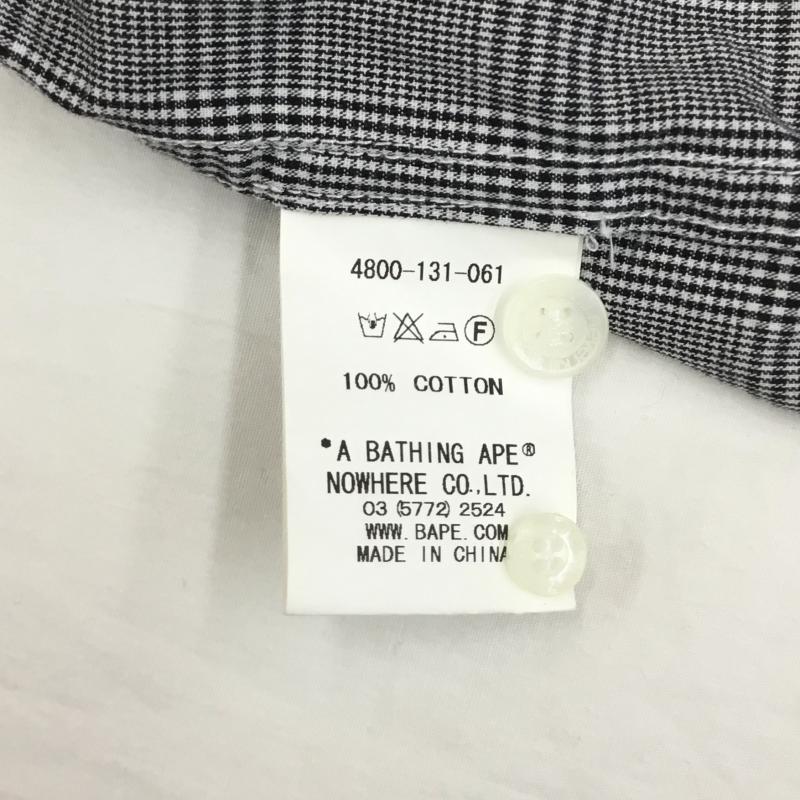 4800-131-061
F
100% COTTON
*A BATHING APE®
NOWHERE CO.,LTD.
03 (5772) 2524
WWW.BAPE.COM
MADE IN CHINA